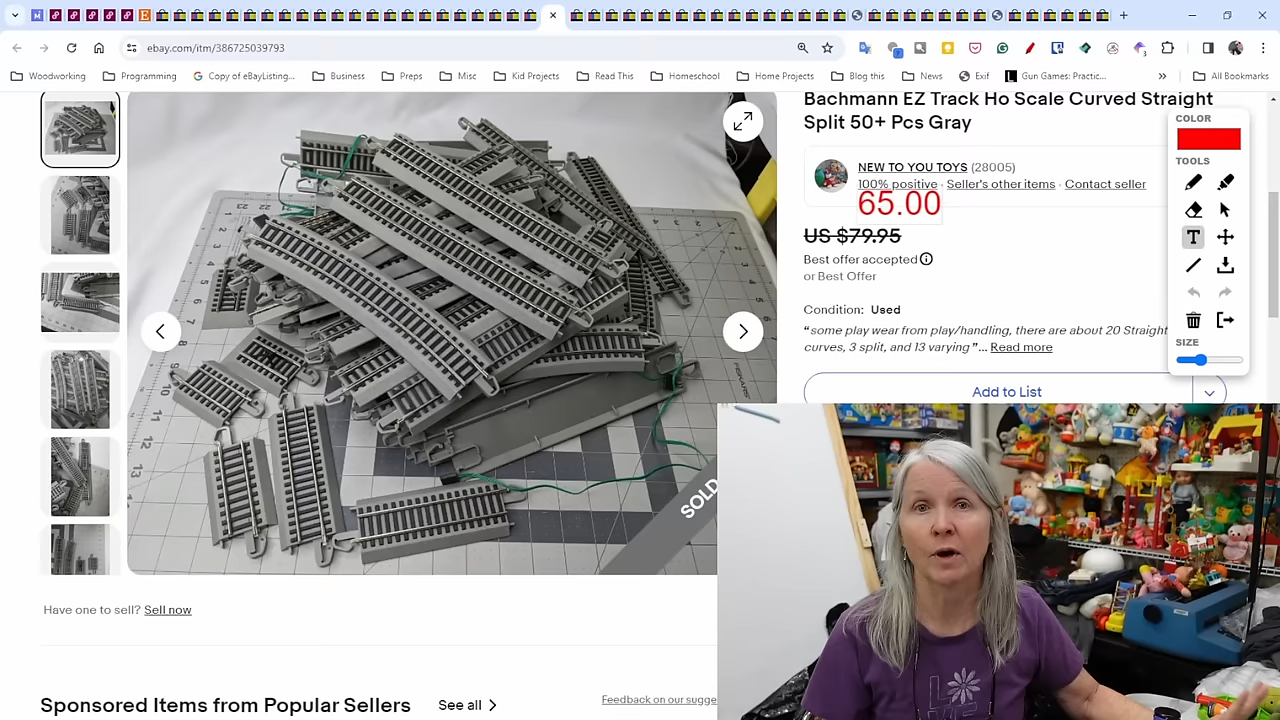 ebay.com/itm/386725039793
Woodworking
Programming
Copy of eBayListing...
Business
Preps
Misc
Kid Projects
Read This
Homeschool
Home Projects
Blog this
News
Exif
Gun Games: Practic...
All Bookmarks
Bachmann EZ Track Ho Scale Curved Straight
Split 50+ Pcs Gray
NEW TO YOU TOYS (28005)
100% positive · Seller's other items · Contact seller
65.00
US $79.95
Best offer accepted
or Best Offer
Condition: Used
“some play wear from play/handling, there are about 20 Straight
curves, 3 split, and 13 varying”... Read more
Add to List
COLOR
TOOLS
T
SIZE
SOLD
Have one to sell? Sell now
Sponsored Items from Popular Sellers See all
Feedback on our sugge